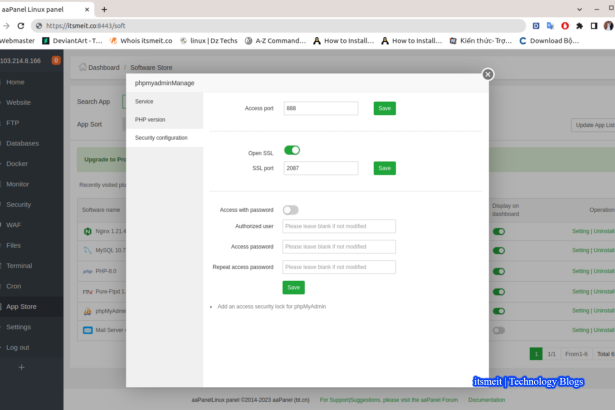 aaPanel Linux panel
https://itsmeit.co:8443/soft
Webmaster
DeviantArt - T...
Whois itsmeit.co
linux | Dz Techs
A-Z Command...
How to Install...
How to Install...
Kiến thức- Trợ...
Download Bộ...
103.214.8.166
0
Home
Website
FTP
Databases
Docker
Monitor
Security
WAF
Files
Terminal
Cron
App Store
Settings
Log out
Dashboard / Software Store
Search App
App Sort
Update App List
Upgrade to Pro
Recently visited
Software name
Display on
dashboard
Operation
Nginx 1.21.4
Setting | Uninstall
MySQL 10.7
Setting | Uninstall
PHP-8.0
Setting | Uninstall
Setting | Uninstall
phpMyAdmin
Setting | Uninstall
Mail Server
Setting | Uninstall
1
1/1
From1-6
Total 6
phpmyadminManage
Service
PHP version
Security configuration
Access port
888
Save
Open SSL
SSL port
2087
Save
Access with password
Authorized user
Please leave blank if not modified
Access password
Please leave blank if not modified
Repeat access password
Please leave blank if not modified
Save
Add an access security lock for phpMyAdmin
itsmeit | Technology Blogs
aaPanelLinux panel ©2014-2023 aaPanel (bt.cn)
For Support|Suggestions, please visit the aaPanel Forum
Documentation